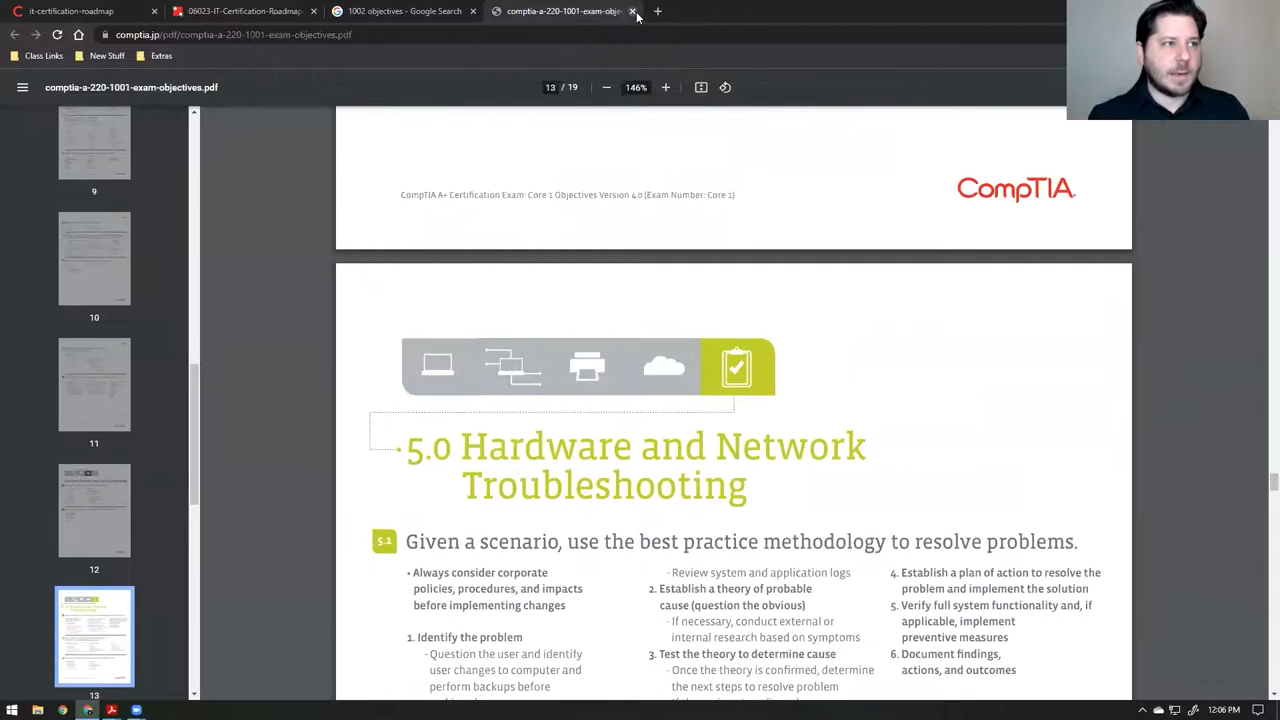 it-certification-roadmap
06023-IT-Certification-Roadmap
1002 objectives - Google Search
comptia-a-220-1001-exam-obje
comptia.jp/pdf/comptia-a-220-1001-exam-objectives.pdf
Class Links
New Stuff
Extras
comptia-a-220-1001-exam-objectives.pdf
13 / 19
146%
9
10
11
12
13
CompTIA A+ Certification Exam: Core 1 Objectives Version 4.0 (Exam Number: Core 1)
CompTIA.
5.0 Hardware and Network
Troubleshooting
5.1 Given a scenario, use the best practice methodology to resolve problems.
• Always consider corporate
policies, procedures, and impacts
before implementing changes
1. Identify the problem
- Question the user and identify
user changes to computer and
perform backups before
- Review system and application logs
2. Establish a theory of probable
cause (question the obvious)
- If necessary, conduct external or
internal research based on symptoms
3. Test the theory to determine cause
- Once the theory is confirmed, determine
the next steps to resolve problem
4. Establish a plan of action to resolve the
problem and implement the solution
5. Verify full system functionality and, if
applicable, implement
preventive measures
6. Document findings,
actions, and outcomes
12:06 PM